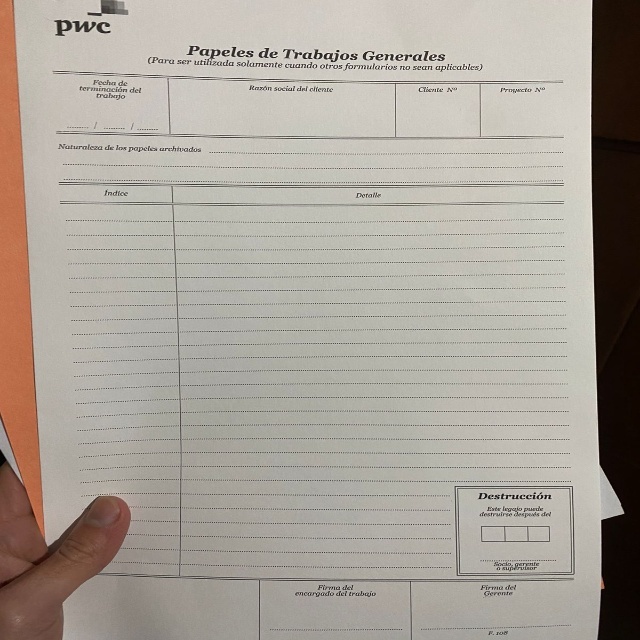 pwc
Papeles de Trabajos Generales
(Para ser utilizada solamente cuando otros formularios no sean aplicables)
Fecha de
terminación del
trabajo
/ /
Razón social del cliente
Cliente Nº
Proyecto Nº
Naturaleza de los papeles archivados
Índice
Detalle
Destrucción
Este legajo puede
destruirse después del
Socio, gerente
o supervisor
Firma del
encargado del trabajo
Firma del
Gerente
F. 108